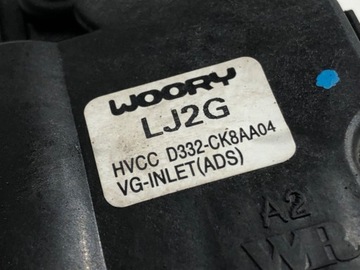 WOORY
LJ2G
HVCC D332-CK8AA04
VG-INLET(ADS)
A2